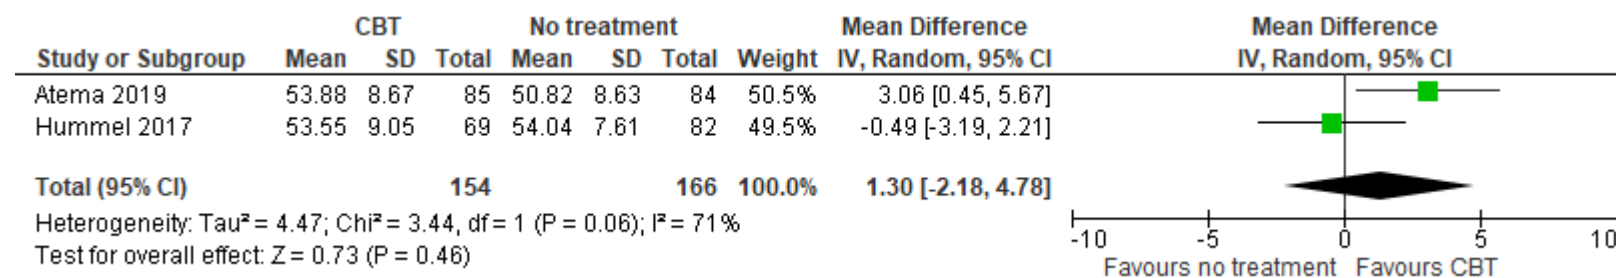 CBT No treatment Mean Difference Mean Difference
Study or Subgroup Mean SD Total Mean SD Total Weight IV, Random, 95% CI IV, Random, 95% CI
Atema 2019 53.88 8.67 85 50.82 8.63 84 50.5% 3.06 [0.45, 5.67]
Hummel 2017 53.55 9.05 69 54.04 7.61 82 49.5% -0.49 [-3.19, 2.21]
Total (95% CI) 154 166 100.0% 1.30 [-2.18, 4.78]
Heterogeneity: Tau² = 4.47; Chi² = 3.44, df = 1 (P = 0.06); I² = 71%
Test for overall effect: Z = 0.73 (P = 0.46)
-10 -5 0 5 10
Favours no treatment Favours CBT